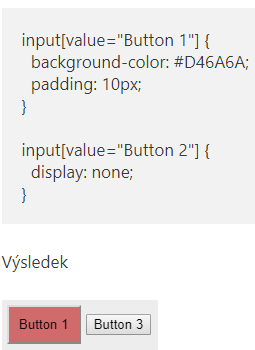 input[value="Button 1"] {
background-color: #D46A6A;
padding: 10px;
}
input[value="Button 2"] {
display: none;
}
Výsledek
Button 1 Button 3